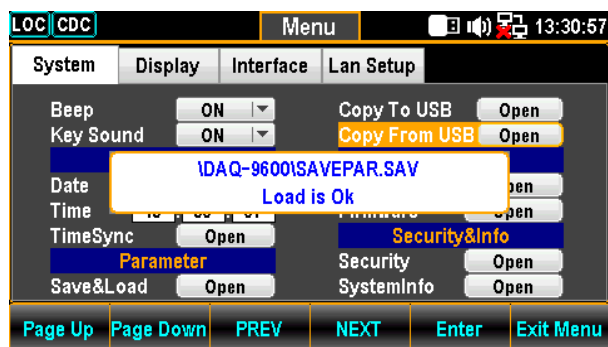 LOC CDC Menu 13:30:57
System Display Interface Lan Setup
Beep ON Copy To USB Open
Key Sound ON Copy From USB Open
\DAQ-9600\SAVEPAR.SAV
Load is Ok
Date
Time
TimeSync Open Security&Info
Parameter Security Open
Save&Load Open SystemInfo Open
Page Up Page Down PREV NEXT Enter Exit Menu